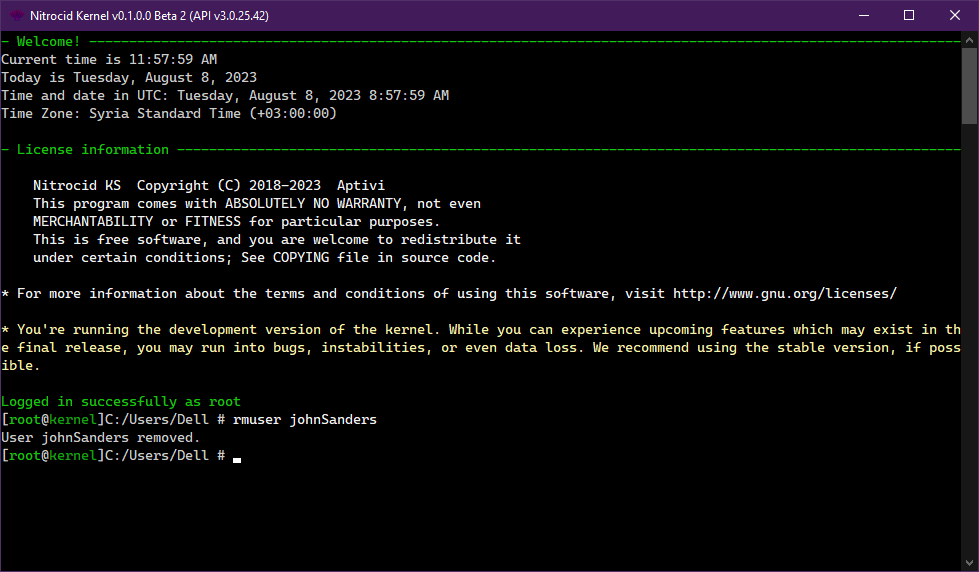 Nitrocid Kernel v0.1.0.0 Beta 2 (API v3.0.25.42)
- Welcome!
Current time is 11:57:59 AM
Today is Tuesday, August 8, 2023
Time and date in UTC: Tuesday, August 8, 2023 8:57:59 AM
Time Zone: Syria Standard Time (+03:00:00)
- License information
Nitrocid KS  Copyright (C) 2018-2023  Aptivi
This program comes with ABSOLUTELY NO WARRANTY, not even
MERCHANTABILITY or FITNESS for particular purposes.
This is free software, and you are welcome to redistribute it
under certain conditions; See COPYING file in source code.
* For more information about the terms and conditions of using this software, visit http://www.gnu.org/licenses/
* You're running the development version of the kernel. While you can experience upcoming features which may exist in th
e final release, you may run into bugs, instabilities, or even data loss. We recommend using the stable version, if poss
ible.
Logged in successfully as root
[root@kernel]C:/Users/Dell # rmuser johnSanders
User johnSanders removed.
[root@kernel]C:/Users/Dell #